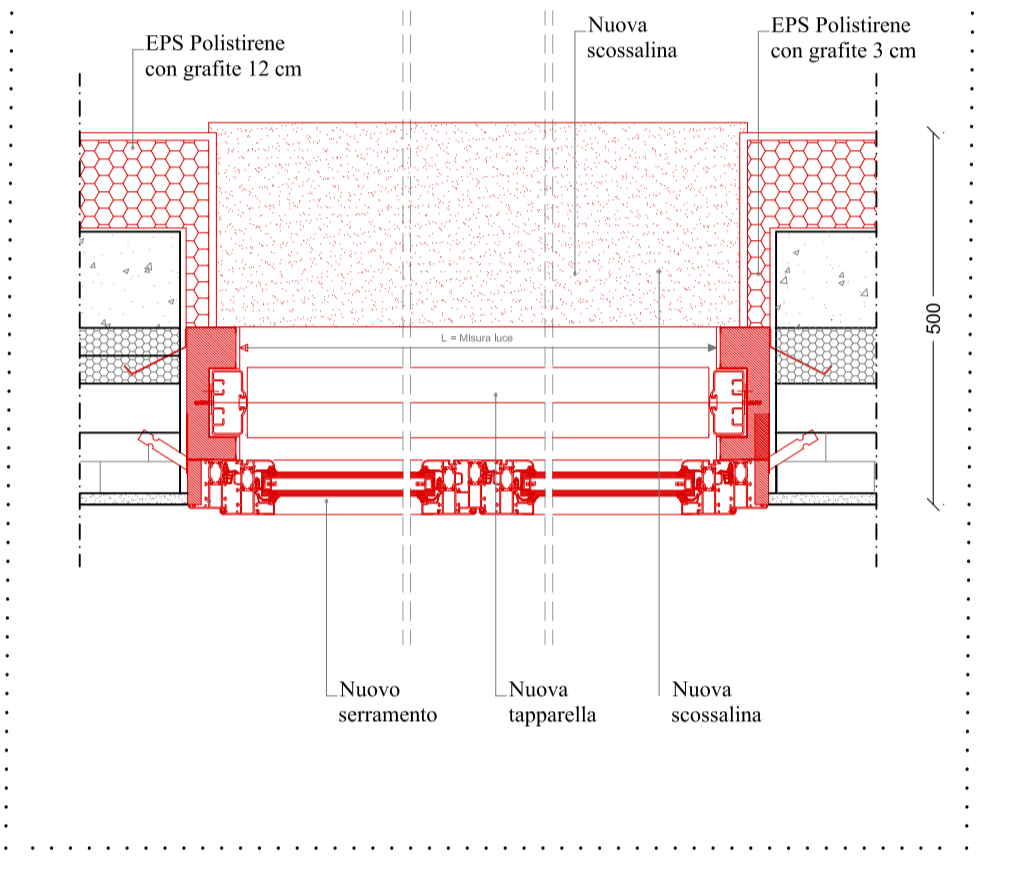 EPS Polistirene
con grafite 12 cm
Nuova
scossalina
EPS Polistirene
con grafite 3 cm
L = MIsura luce
500
Nuovo
serramento
Nuova
tapparella
Nuova
scossalina